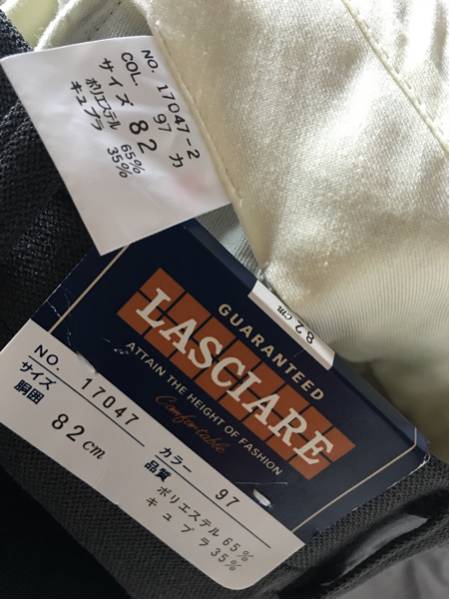 NO. 17047-2
COL. 97 カ
サイズ 82
ポリエステル 65%
キュプラ 35%
82cm
GUARANTEED
LASCIARE
ATTAIN THE HEIGHT OF FASHION
Comfortable
NO. 17047
サイズ
胴囲 82cm
カラー 97
品質
ポリエステル 65%
キュプラ 35%